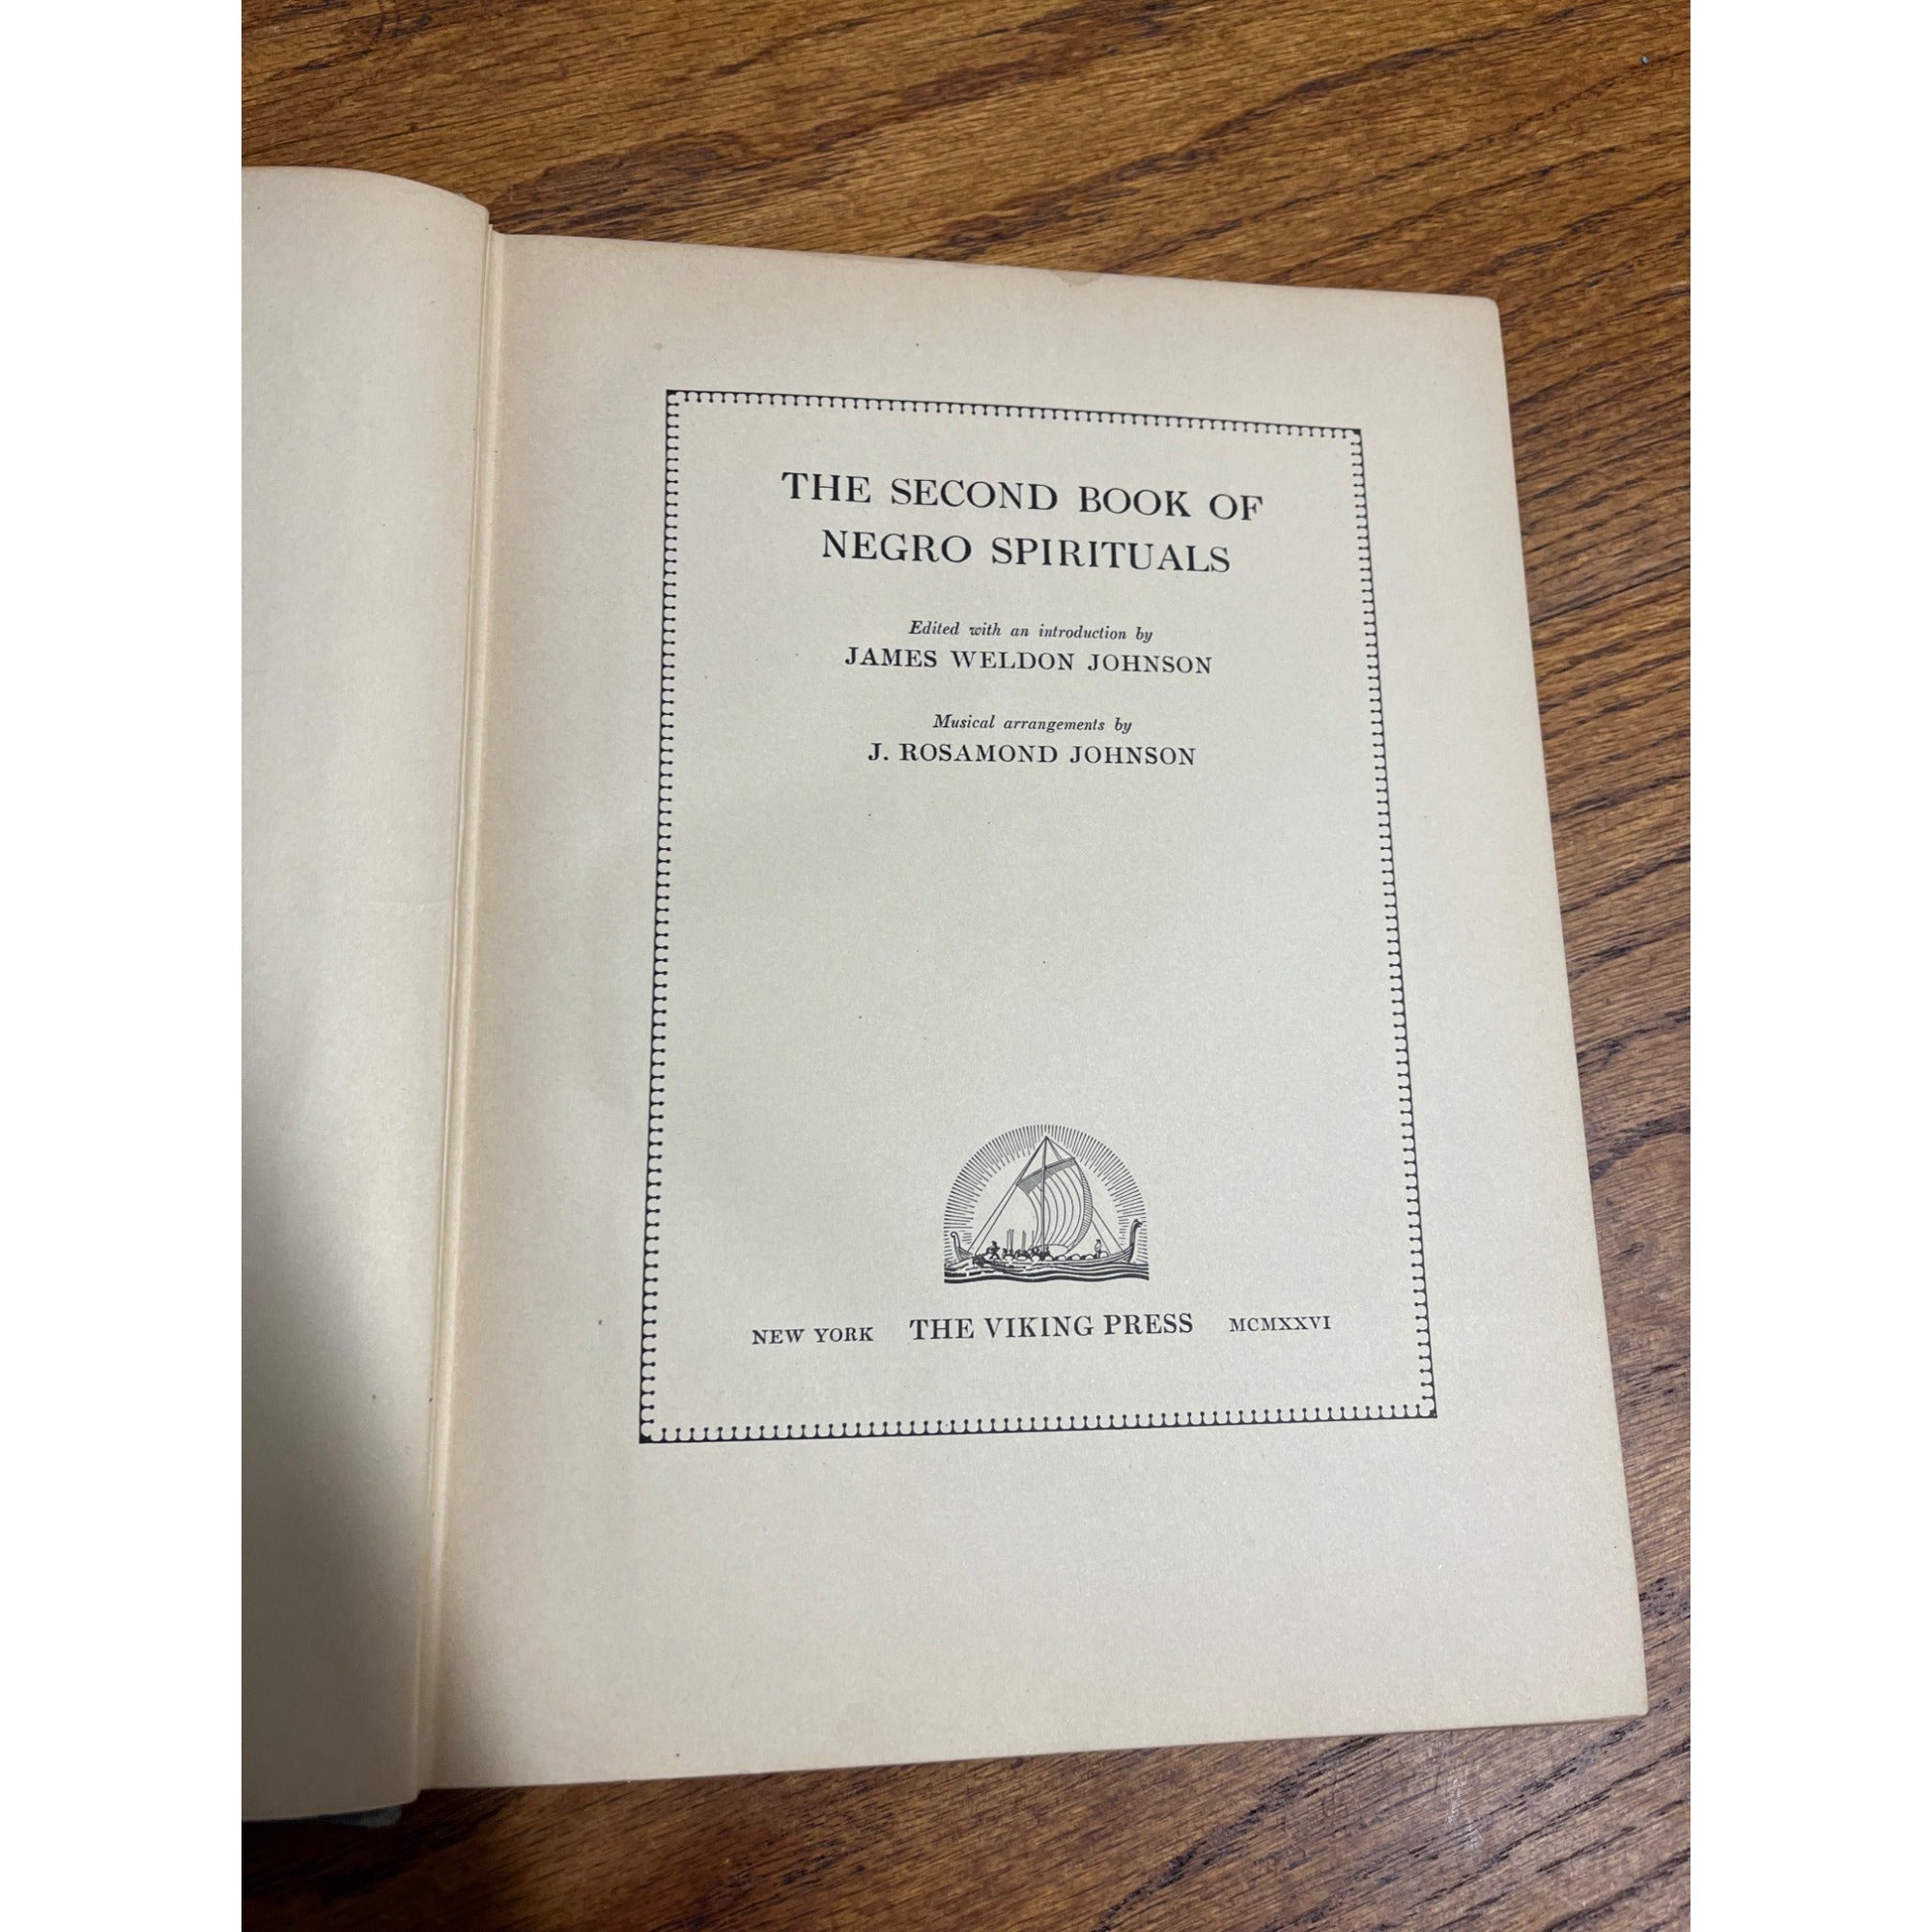 THE SECOND BOOK OF
NEGRO SPIRITUALS
Edited with an introduction by
JAMES WELDON JOHNSON
Musical arrangements by
J. ROSAMOND JOHNSON
NEW YORK THE VIKING PRESS MCMXXVI